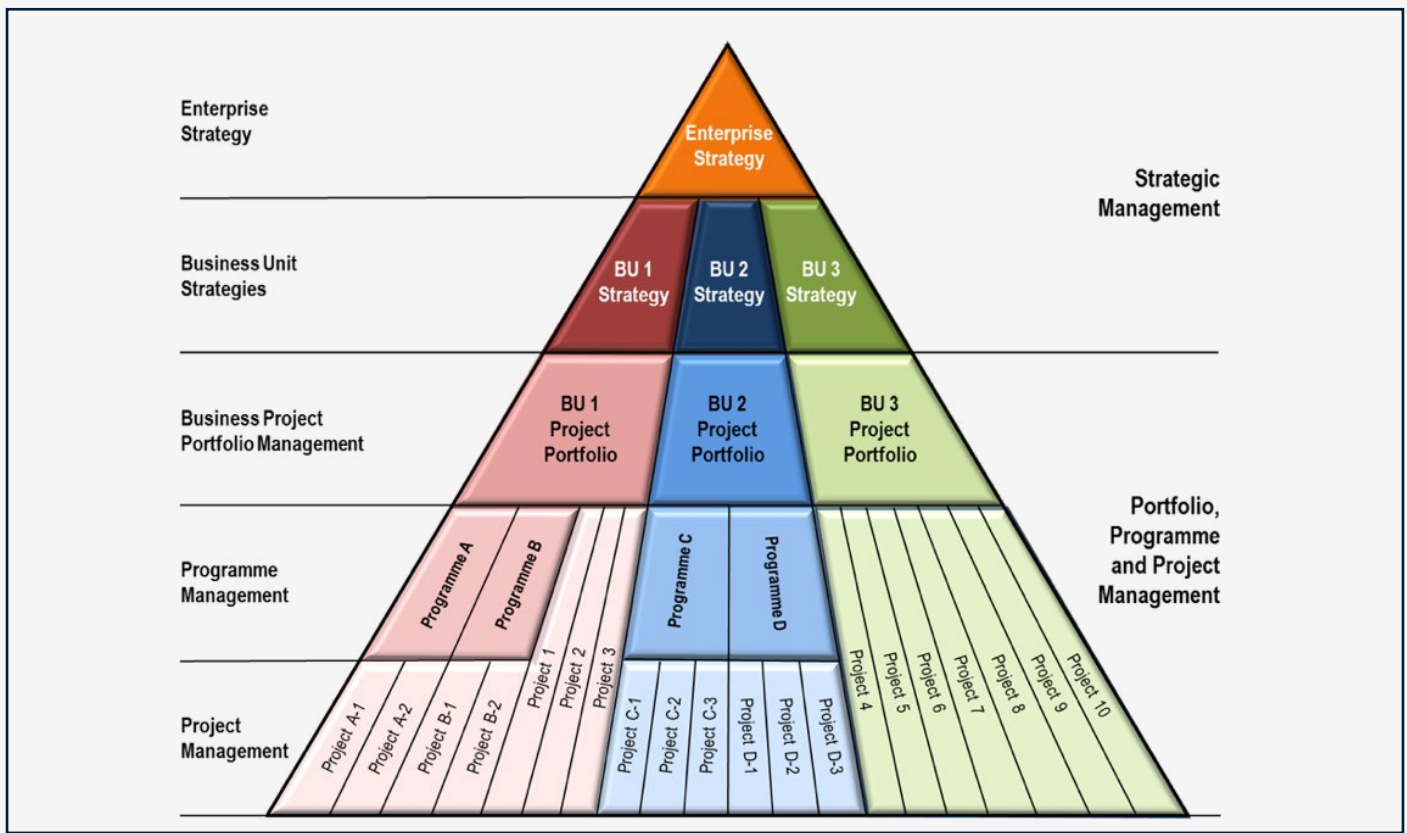 Enterprise
Strategy
Enterprise
Strategy
Strategic
Management
Business Unit
Strategies
BU 1
Strategy
BU 2
Strategy
BU 3
Strategy
Business Project
Portfolio Management
BU 1
Project
Portfolio
BU 2
Project
Portfolio
BU 3
Project
Portfolio
Portfolio,
Programme
and Project
Management
Programme
Management
Programme A
Programme B
Programme C
Programme D
Project
Management
Project A-1
Project A-2
Project B-1
Project B-2
Project 1
Project 2
Project 3
Project C-1
Project C-2
Project C-3
Project D-1
Project D-2
Project D-3
Project 4
Project 5
Project 6
Project 7
Project 8
Project 9
Project 10